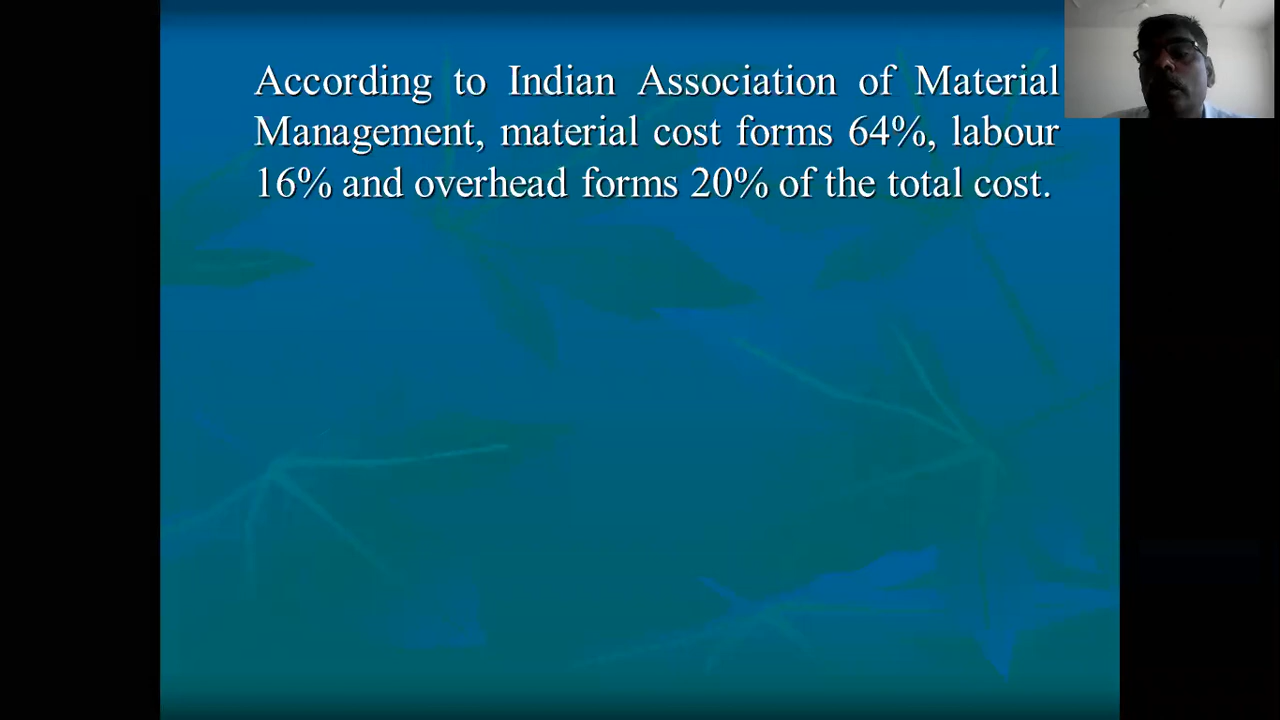 According to Indian Association of Material
Management, material cost forms 64%, labour
16% and overhead forms 20% of the total cost.